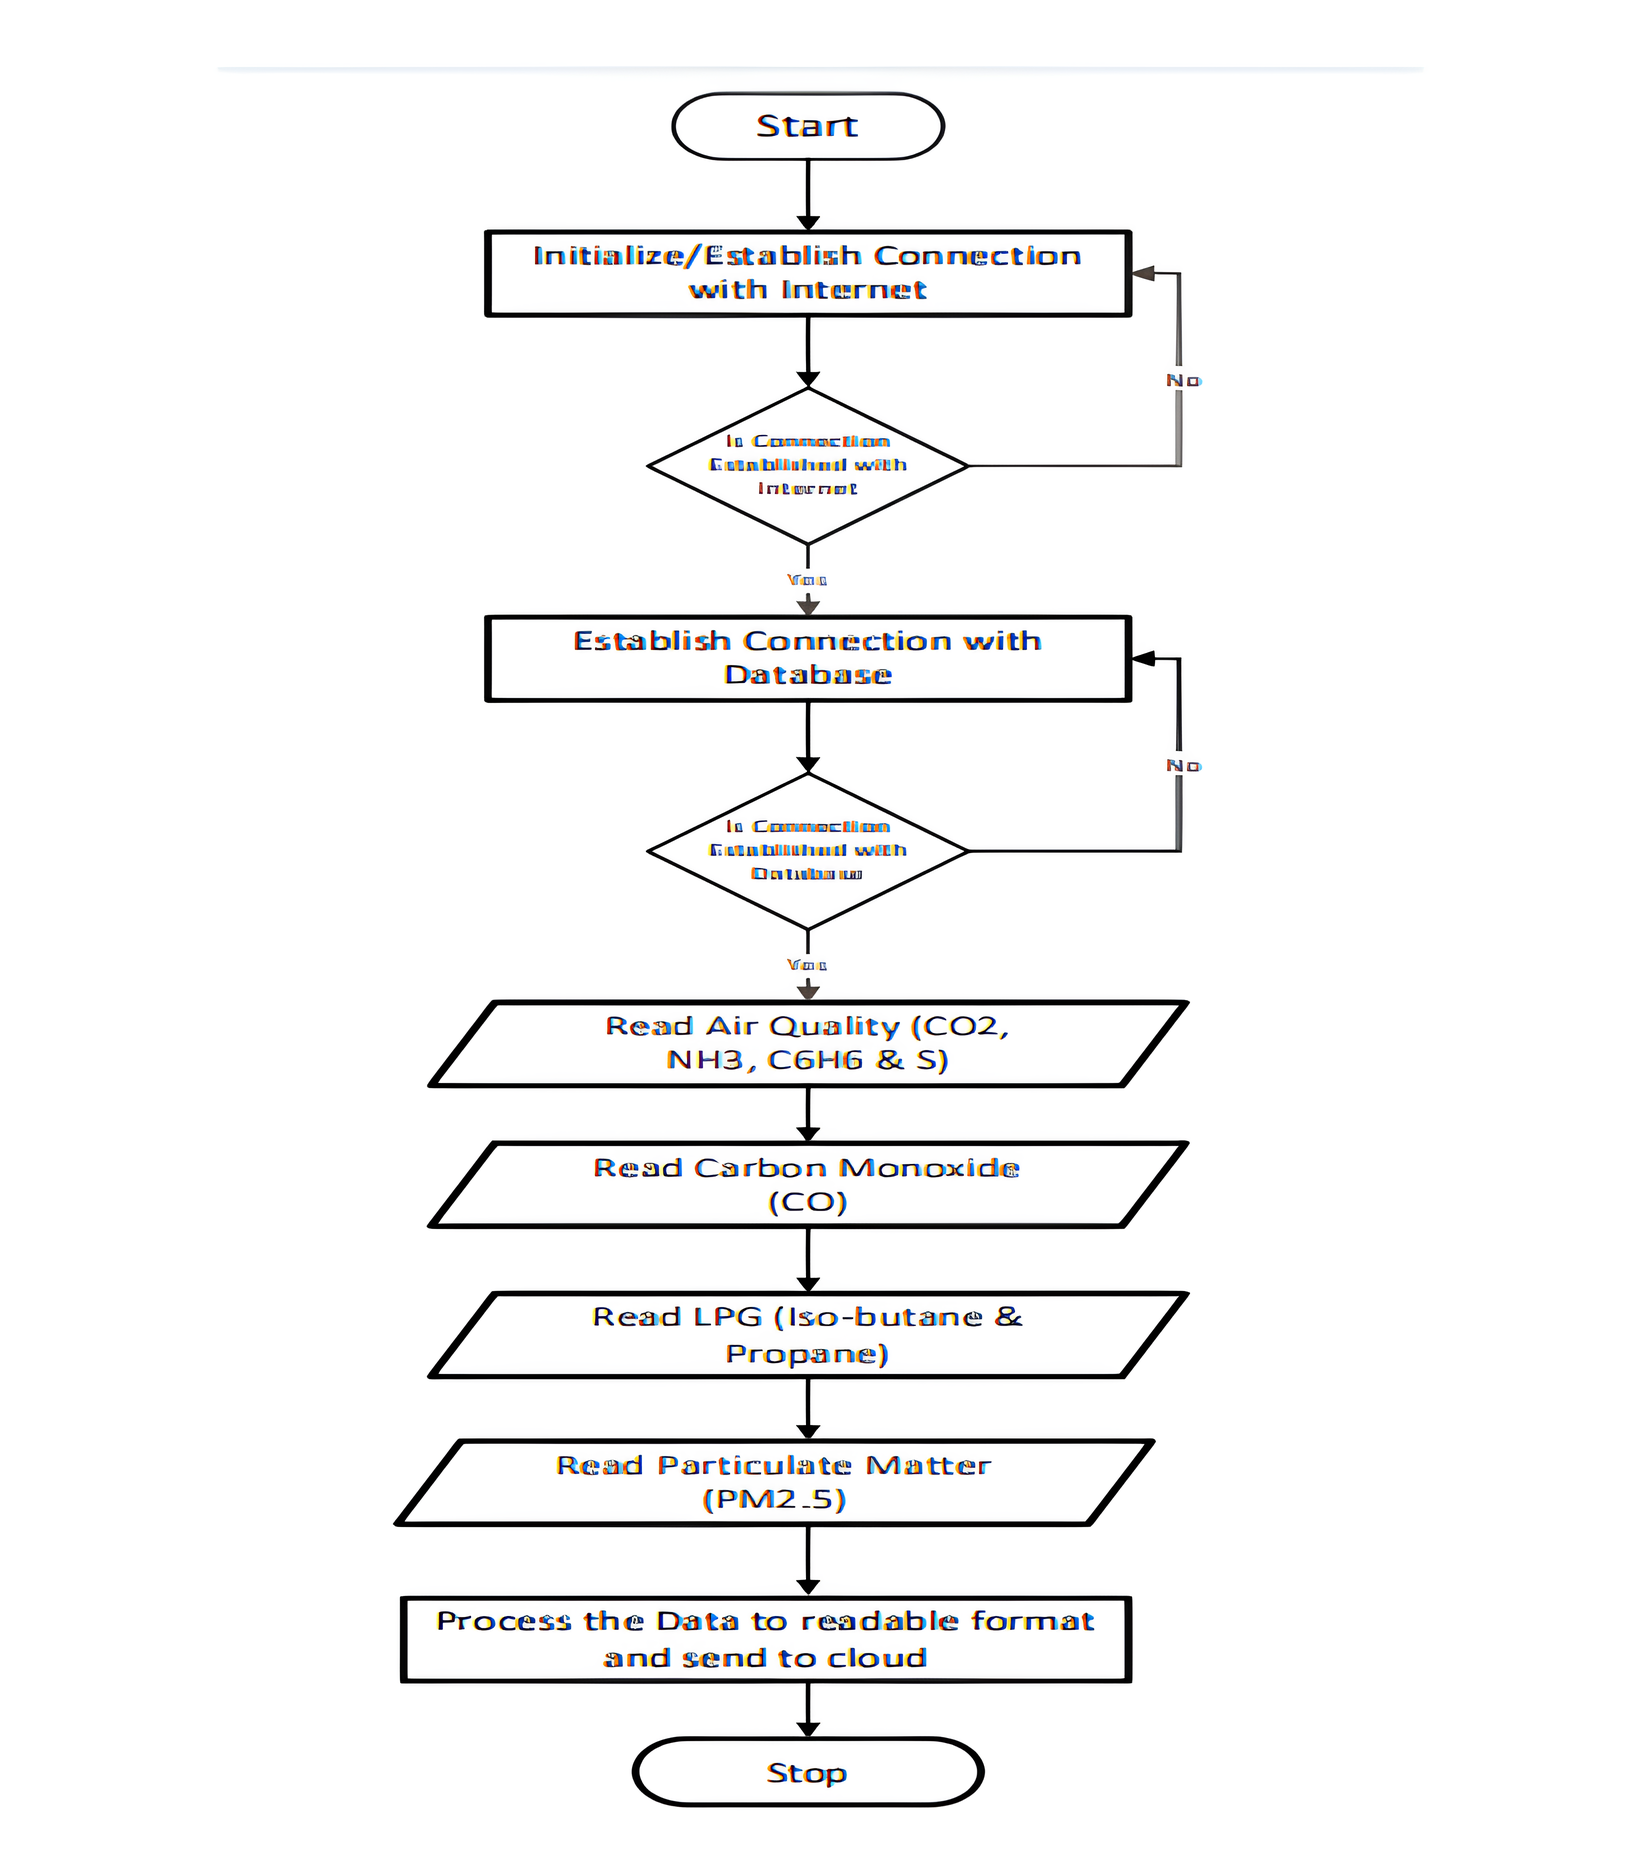 Start
Initialize/Establish Connection
with Internet
Is Connection
Established with
Internet
No
Yes
Establish Connection with
Database
Is Connection
Established with
Database
No
Yes
Read Air Quality (CO2,
NH3, C6H6 & S)
Read Carbon Monoxide
(CO)
Read LPG (Iso-butane &
Propane)
Read Particulate Matter
(PM2.5)
Process the Data to readable format
and send to cloud
Stop